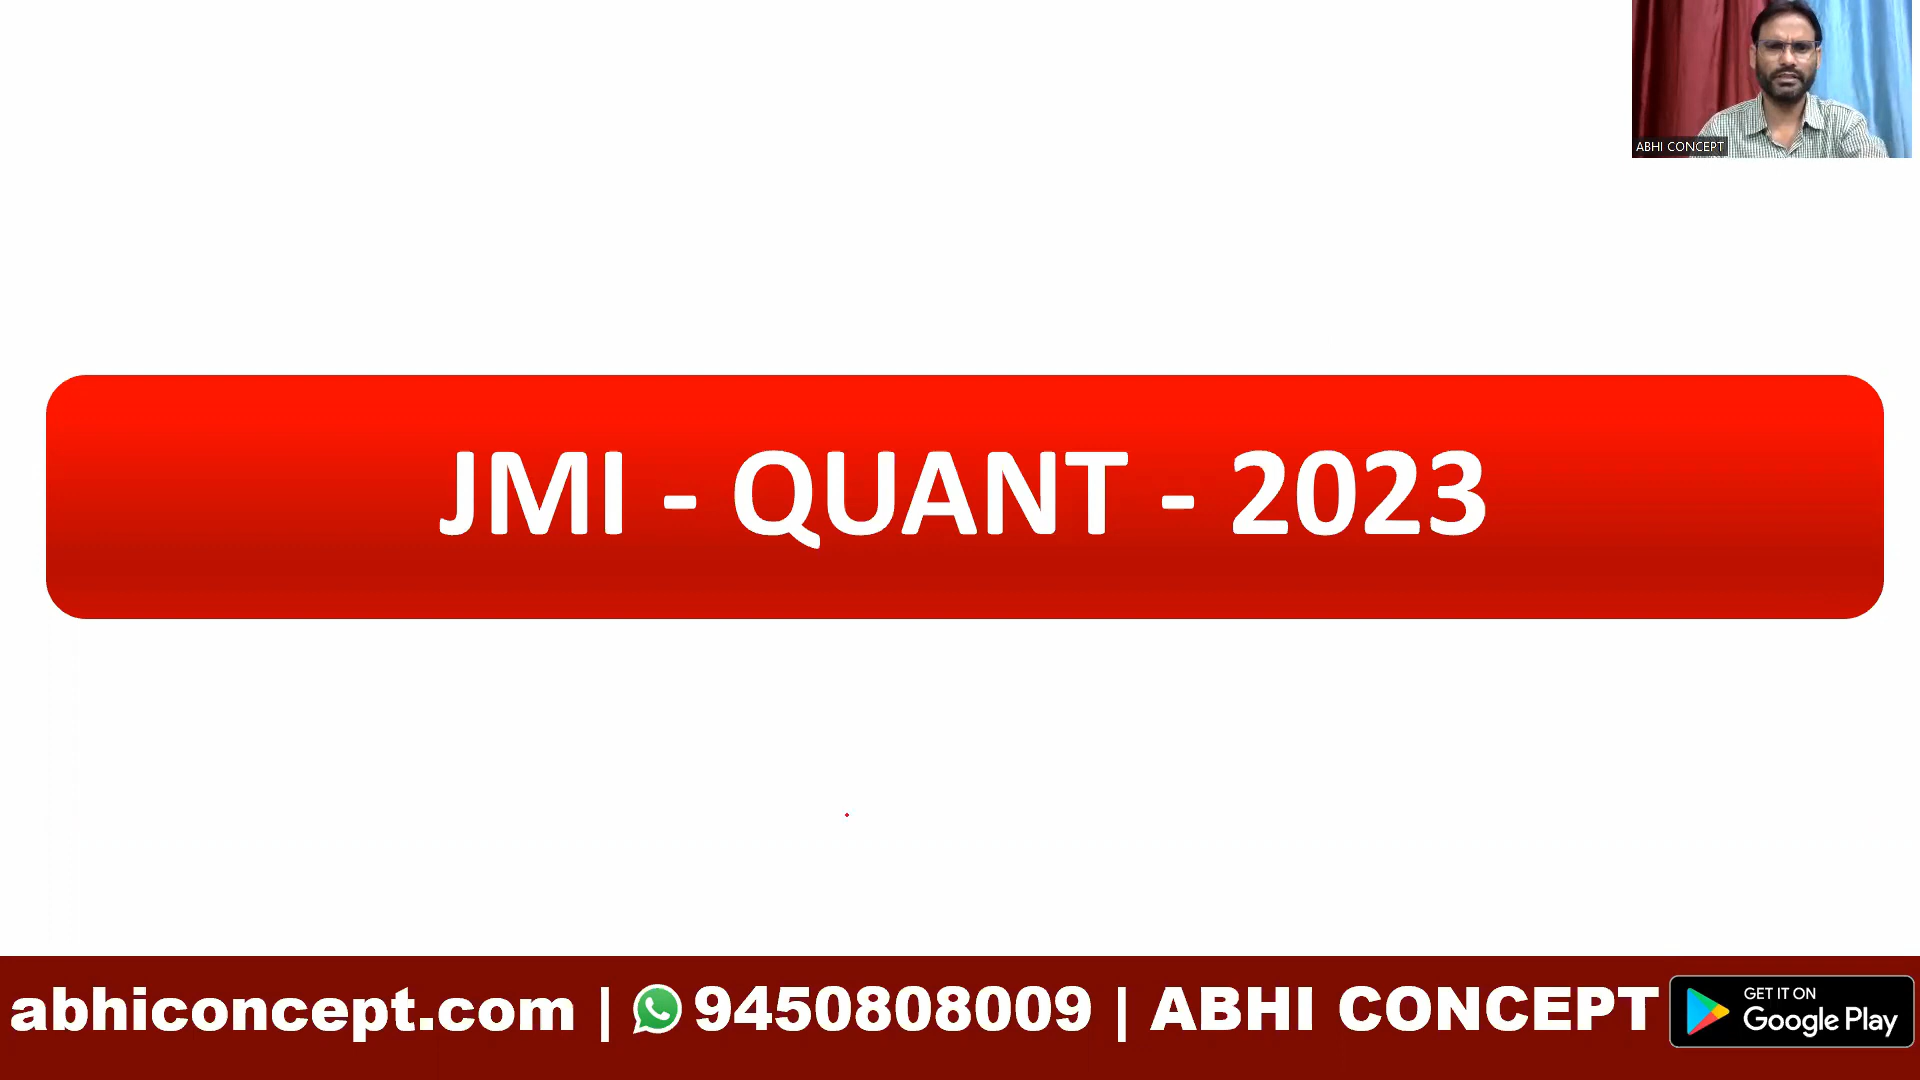 ABHI CONCEPT
JMI - QUANT - 2023
abhiconcept.com | 9450808009 | ABHI CONCEPT
GET IT ON
Google Play